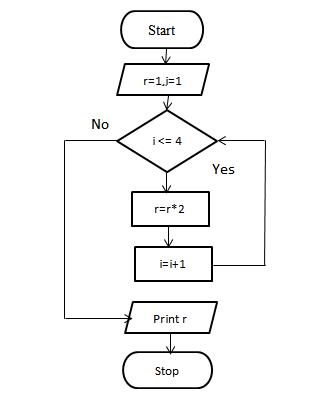 Start
r=1,i=1
No
i <= 4
Yes
r=r*2
i=i+1
Print r
Stop